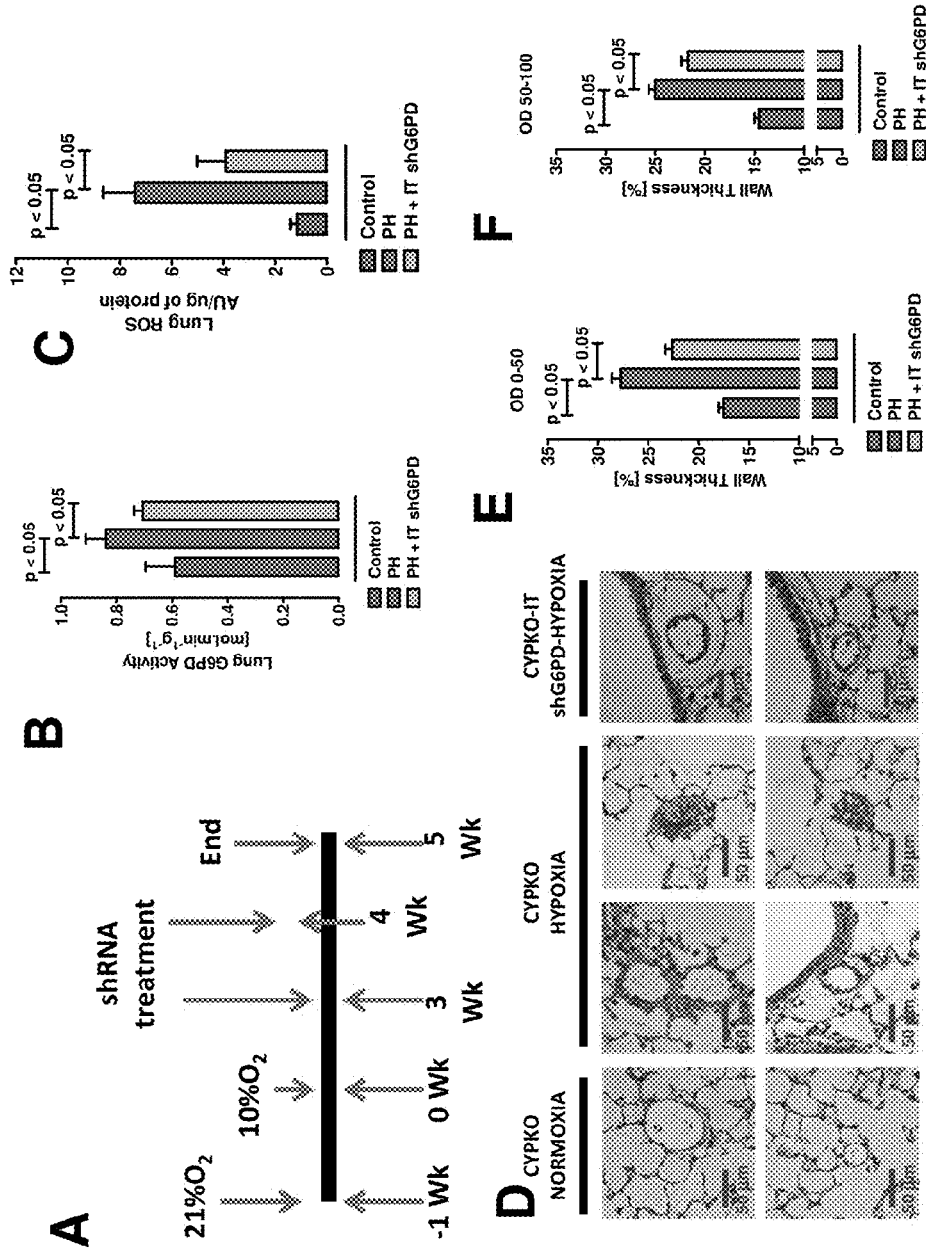 A
21%O2
10%O2
shRNA
treatment
End
-1 Wk
0 Wk
3
Wk
4
Wk
5
Wk
B
Lung G6PD Activity
[mol.min-1g-1]
1.0
0.8
0.6
0.4
0.2
0.0
p < 0.05
p < 0.05
Control
PH
PH + IT shG6PD
C
Lung ROS
AU/ug of protein
12
10
8
6
4
2
0
p < 0.05
p < 0.05
Control
PH
PH + IT shG6PD
D
CYPKO
NORMOXIA
CYPKO
HYPOXIA
CYPKO-IT
shG6PD-HYPOXIA
50 µm
50 µm
50 µm
50 µm
50 µm
50 µm
E
OD 0-50
Wall Thickness [%]
35
30
25
20
15
10
5
0
p < 0.05
p < 0.05
Control
PH
PH + IT shG6PD
F
OD 50-100
Wall Thickness [%]
35
30
25
20
15
10
5
0
p < 0.05
p < 0.05
Control
PH
PH + IT shG6PD